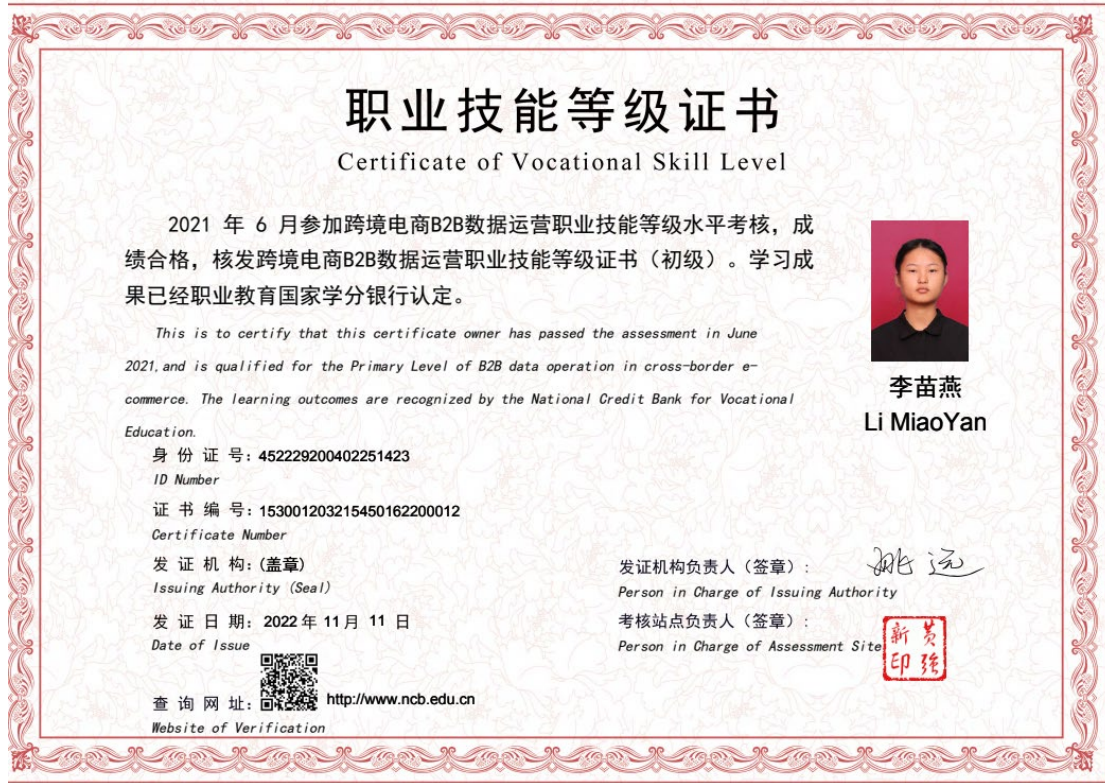 职业技能等级证书
Certificate of Vocational Skill Level
2021 年 6 月参加跨境电商B2B数据运营职业技能等级水平考核，成
绩合格，核发跨境电商B2B数据运营职业技能等级证书（初级）。学习成
果已经职业教育国家学分银行认定。
This is to certify that this certificate owner has passed the assessment in June
2021,and is qualified for the Primary Level of B2B data operation in cross-border e-
commerce. The learning outcomes are recognized by the National Credit Bank for Vocational
Education.
李苗燕
Li MiaoYan
身 份 证 号: 452229200402251423
ID Number
证 书 编 号: 153001203215450162200012
Certificate Number
发 证 机 构: (盖章)
Issuing Authority (Seal)
发 证 日 期: 2022 年 11 月 11 日
Date of Issue
查 询 网 址: http://www.ncb.edu.cn
Website of Verification
发证机构负责人（签章）:
姚远
Person in Charge of Issuing Authority
考核站点负责人（签章）:
Person in Charge of Assessment Site
黄强
新印